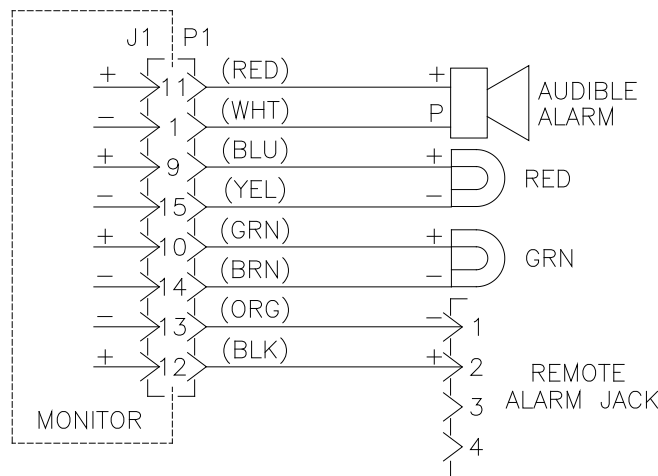 J1 P1
+ 11 (RED) + AUDIBLE
− 1 (WHT) P ALARM
+ 9 (BLU) + RED
− 15 (YEL) −
+ 10 (GRN) + GRN
− 14 (BRN) −
− 13 (ORG) − 1
+ 12 (BLK) + 2 REMOTE
3 ALARM JACK
MONITOR 4